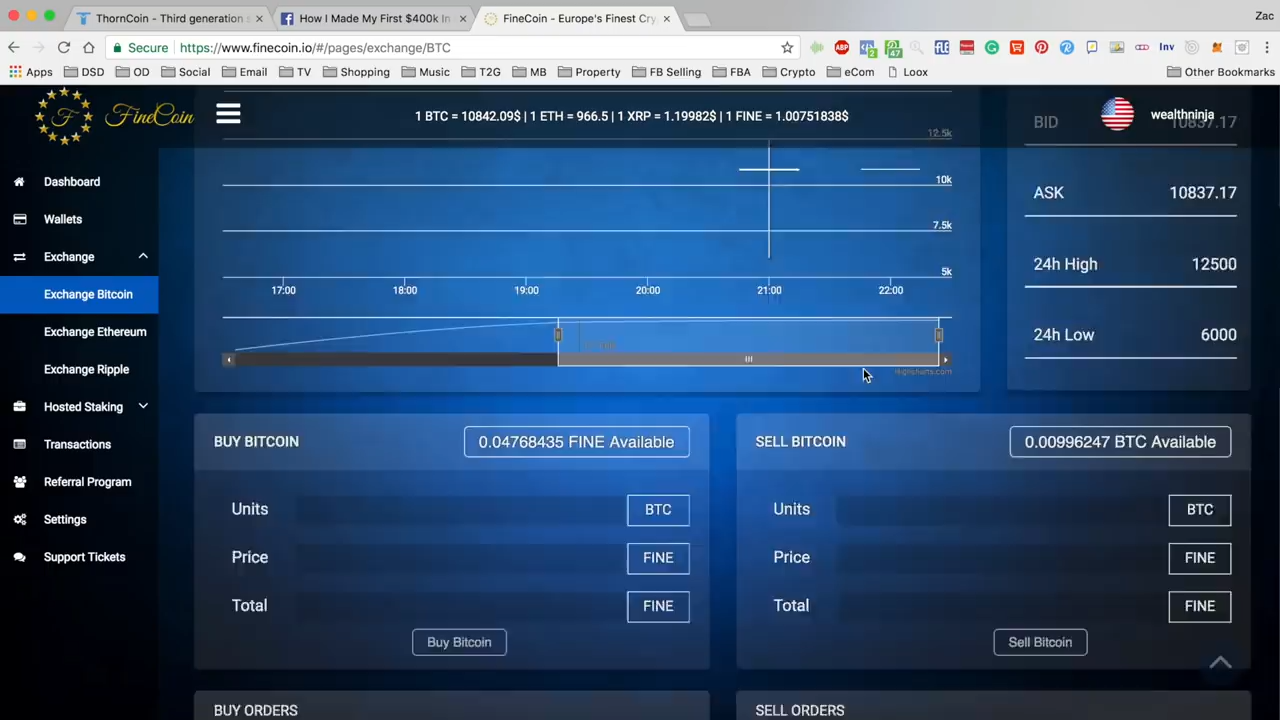 ThornCoin - Third generation s
How I Made My First $400k In
FineCoin - Europe's Finest Cry
Zac
Secure https://www.finecoin.io/#/pages/exchange/BTC
Apps DSD OD Social Email TV Shopping Music T2G MB Property FB Selling FBA Crypto eCom Loox Other Bookmarks
FineCoin
1 BTC = 10842.09$ | 1 ETH = 966.5 | 1 XRP = 1.19982$ | 1 FINE = 1.00751838$
wealthninja
Dashboard
Wallets
Exchange
Exchange Bitcoin
Exchange Ethereum
Exchange Ripple
Hosted Staking
Transactions
Referral Program
Settings
Support Tickets
12.5k
10k
7.5k
5k
17:00 18:00 19:00 20:00 21:00 22:00
Highcharts.com
BID 10837.17
ASK 10837.17
24h High 12500
24h Low 6000
BUY BITCOIN 0.04768435 FINE Available
Units BTC
Price FINE
Total FINE
Buy Bitcoin
SELL BITCOIN 0.00996247 BTC Available
Units BTC
Price FINE
Total FINE
Sell Bitcoin
BUY ORDERS
SELL ORDERS